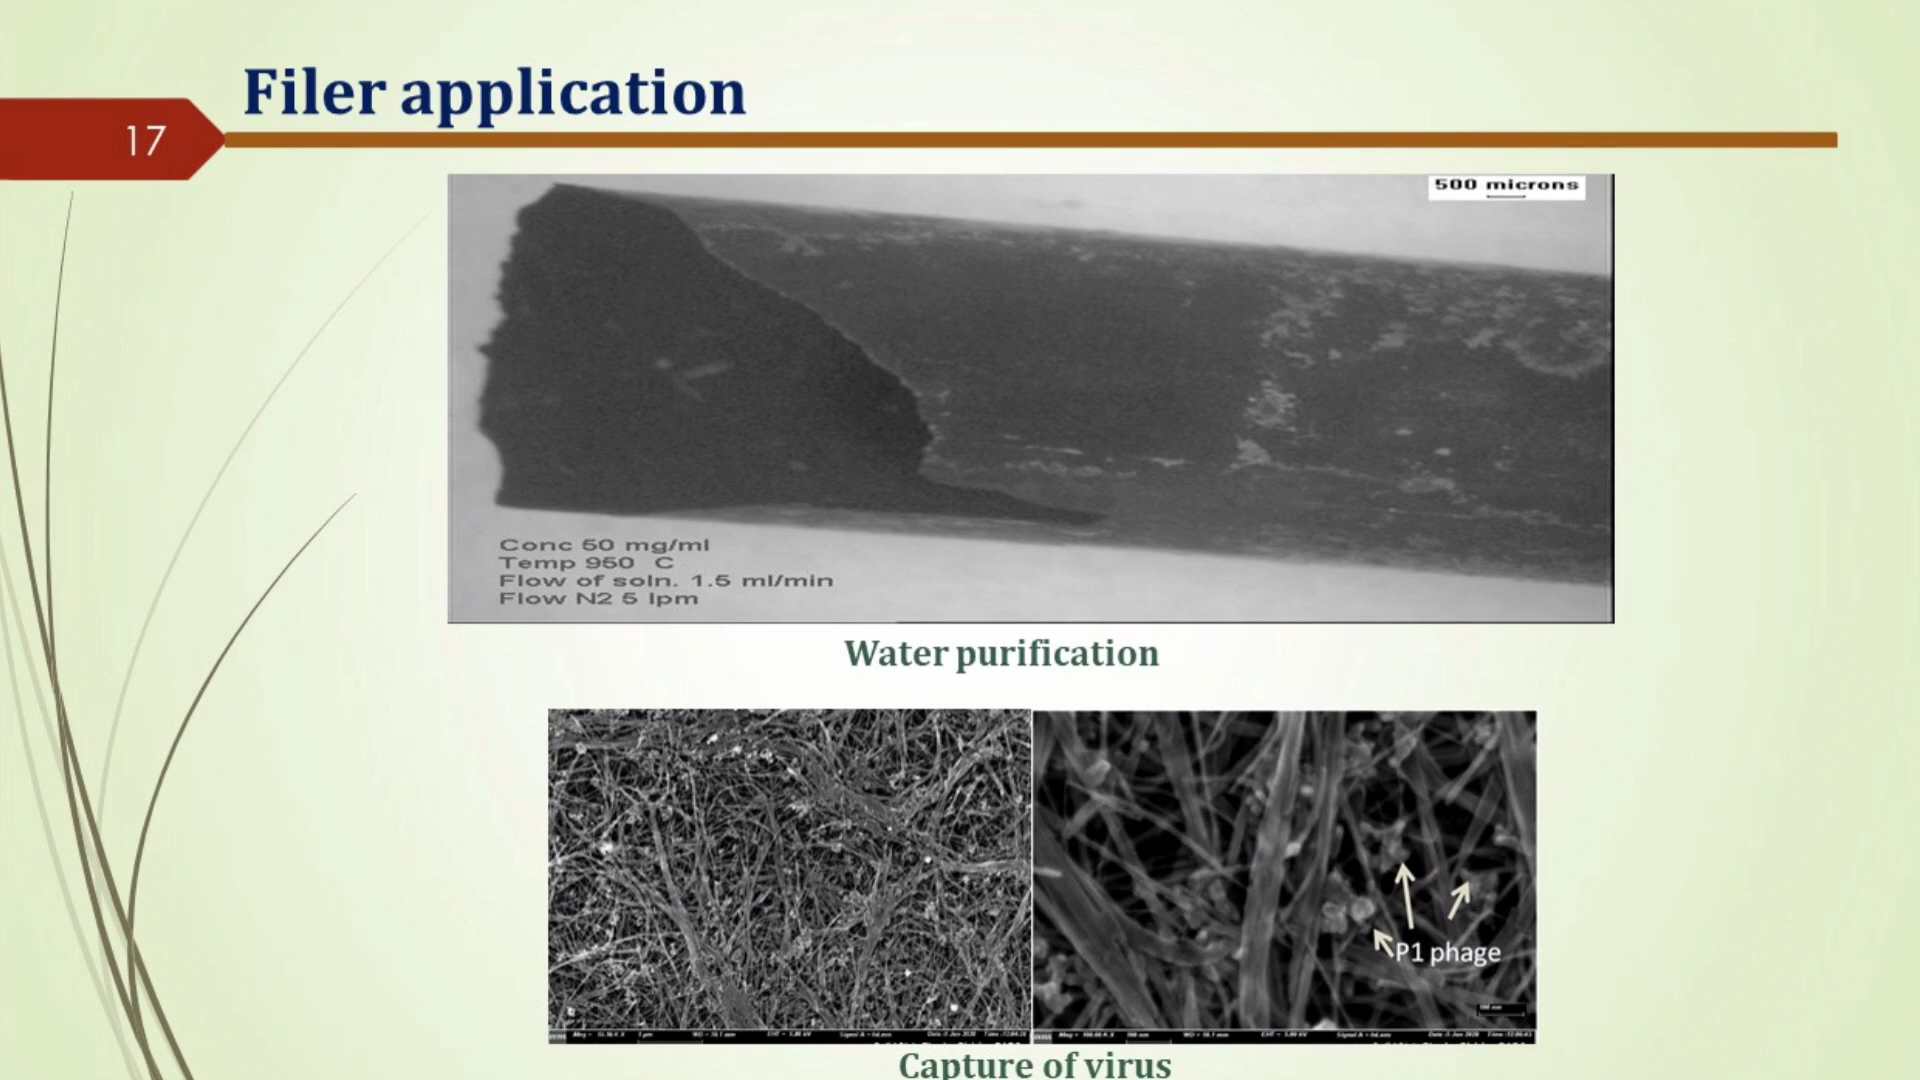 Filer application
17
500 microns
Conc 50 mg/ml
Temp 950 C
Flow of soln. 1.5 ml/min
Flow N2 5 lpm
Water purification
P1 phage
Capture of virus